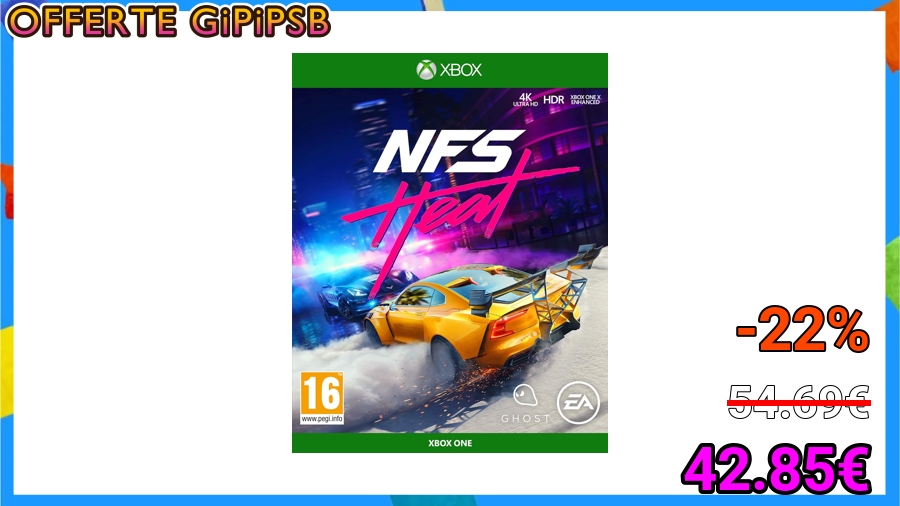 OFFERTE GiPiPSB
XBOX
4K
ULTRA HD
HDR
XBOX ONE X
ENHANCED
NFS
Heat
-22%
54.69€
42.85€
16
www.pegi.info
GHOST
EA
XBOX ONE